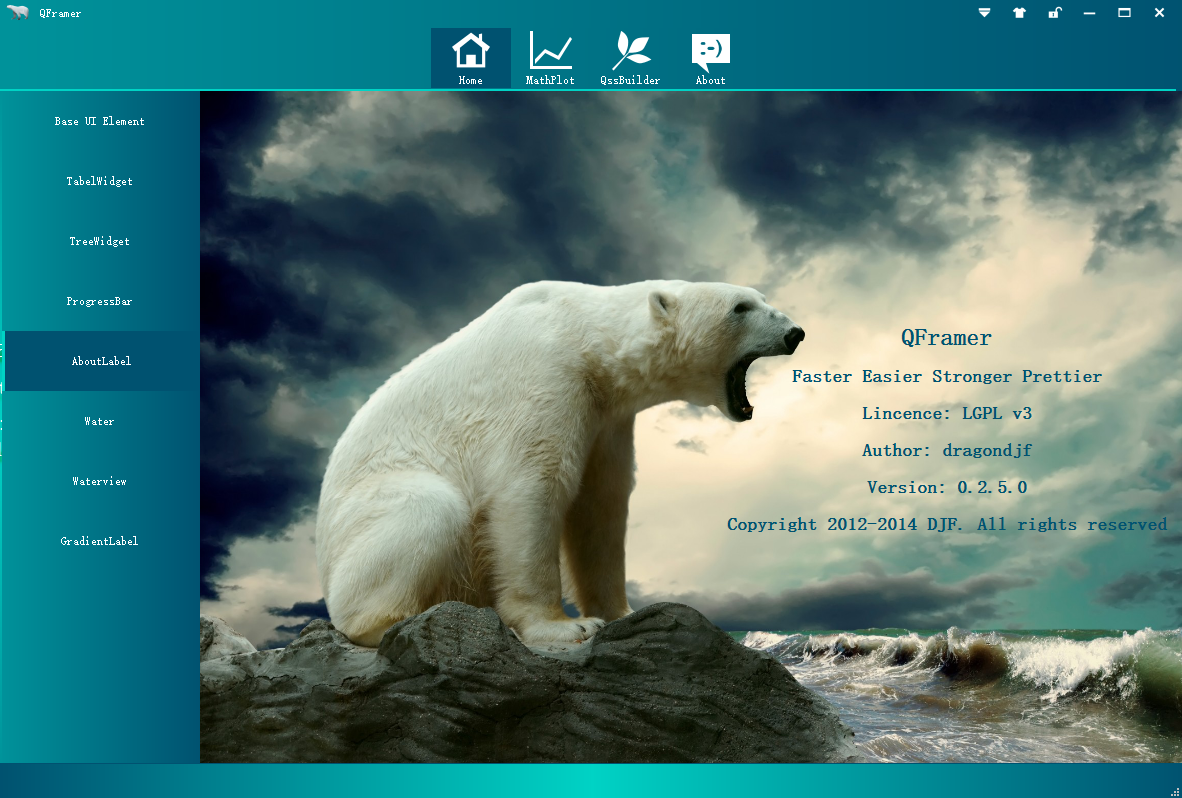 QFramer
Home
MathPlot
QssBuilder
About
Base UI Element
TabelWidget
TreeWidget
ProgressBar
AboutLabel
Water
Waterview
GradientLabel
QFramer
Faster Easier Stronger Prettier
Lincence: LGPL v3
Author: dragondjf
Version: 0.2.5.0
Copyright 2012-2014 DJF. All rights reserved